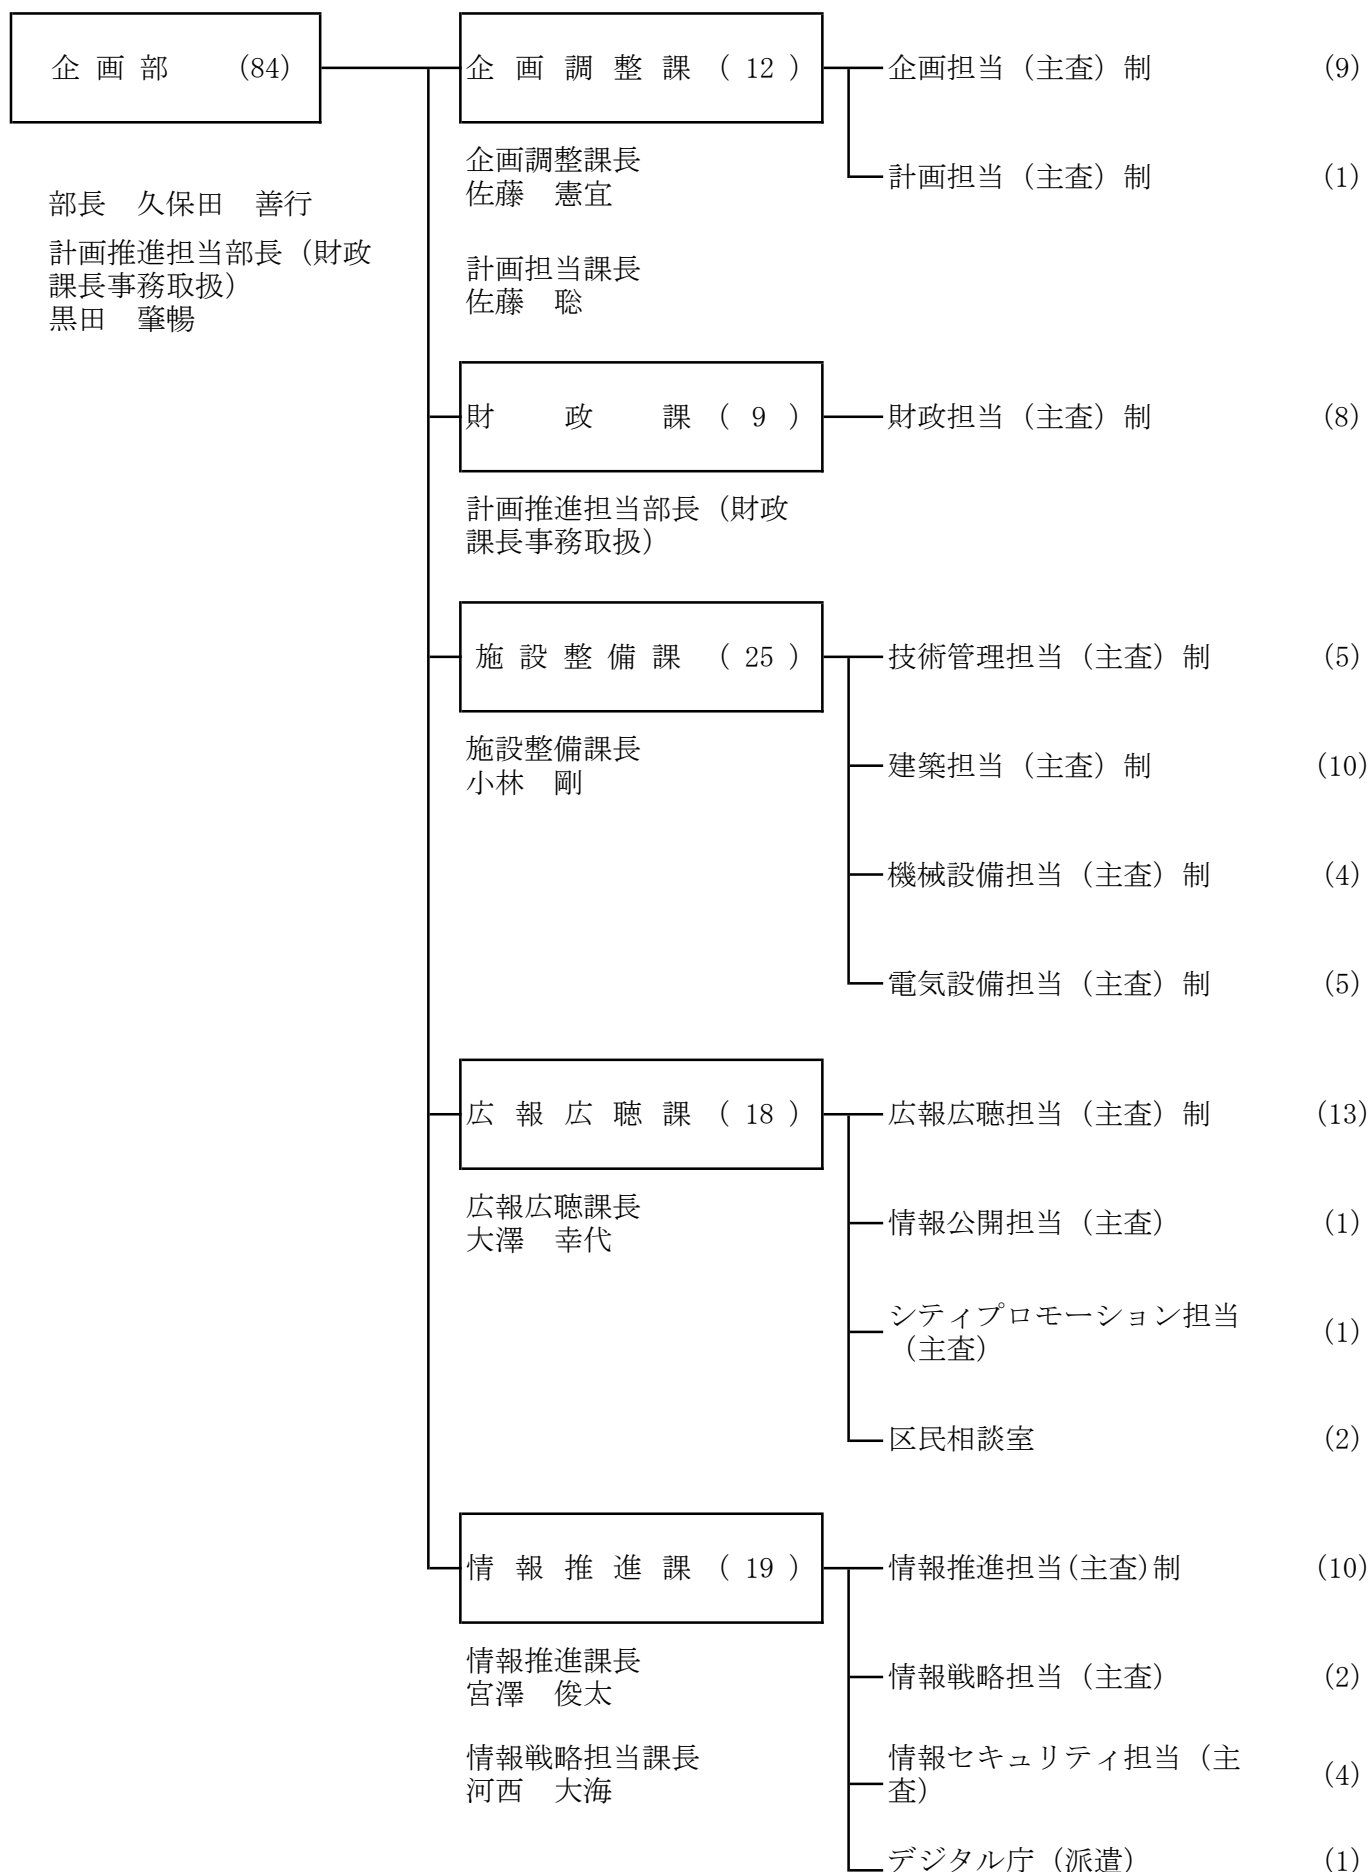 企画部 (84)
部長 久保田 善行
計画推進担当部長(財政
課長事務取扱)
黒田 肇暢
企画調整課(12)
企画調整課長
佐藤 憲宜
計画担当課長
佐藤 聡
企画担当(主査)制 (9)
計画担当(主査)制 (1)
財政課(9)
計画推進担当部長(財政
課長事務取扱)
財政担当(主査)制 (8)
施設整備課(25)
施設整備課長
小林 剛
技術管理担当(主査)制 (5)
建築担当(主査)制 (10)
機械設備担当(主査)制 (4)
電気設備担当(主査)制 (5)
広報広聴課(18)
広報広聴課長
大澤 幸代
広報広聴担当(主査)制 (13)
情報公開担当(主査) (1)
シティプロモーション担当
(主査) (1)
区民相談室 (2)
情報推進課(19)
情報推進課長
宮澤 俊太
情報戦略担当課長
河西 大海
情報推進担当(主査)制 (10)
情報戦略担当(主査) (2)
情報セキュリティ担当(主
査) (4)
デジタル庁(派遣) (1)